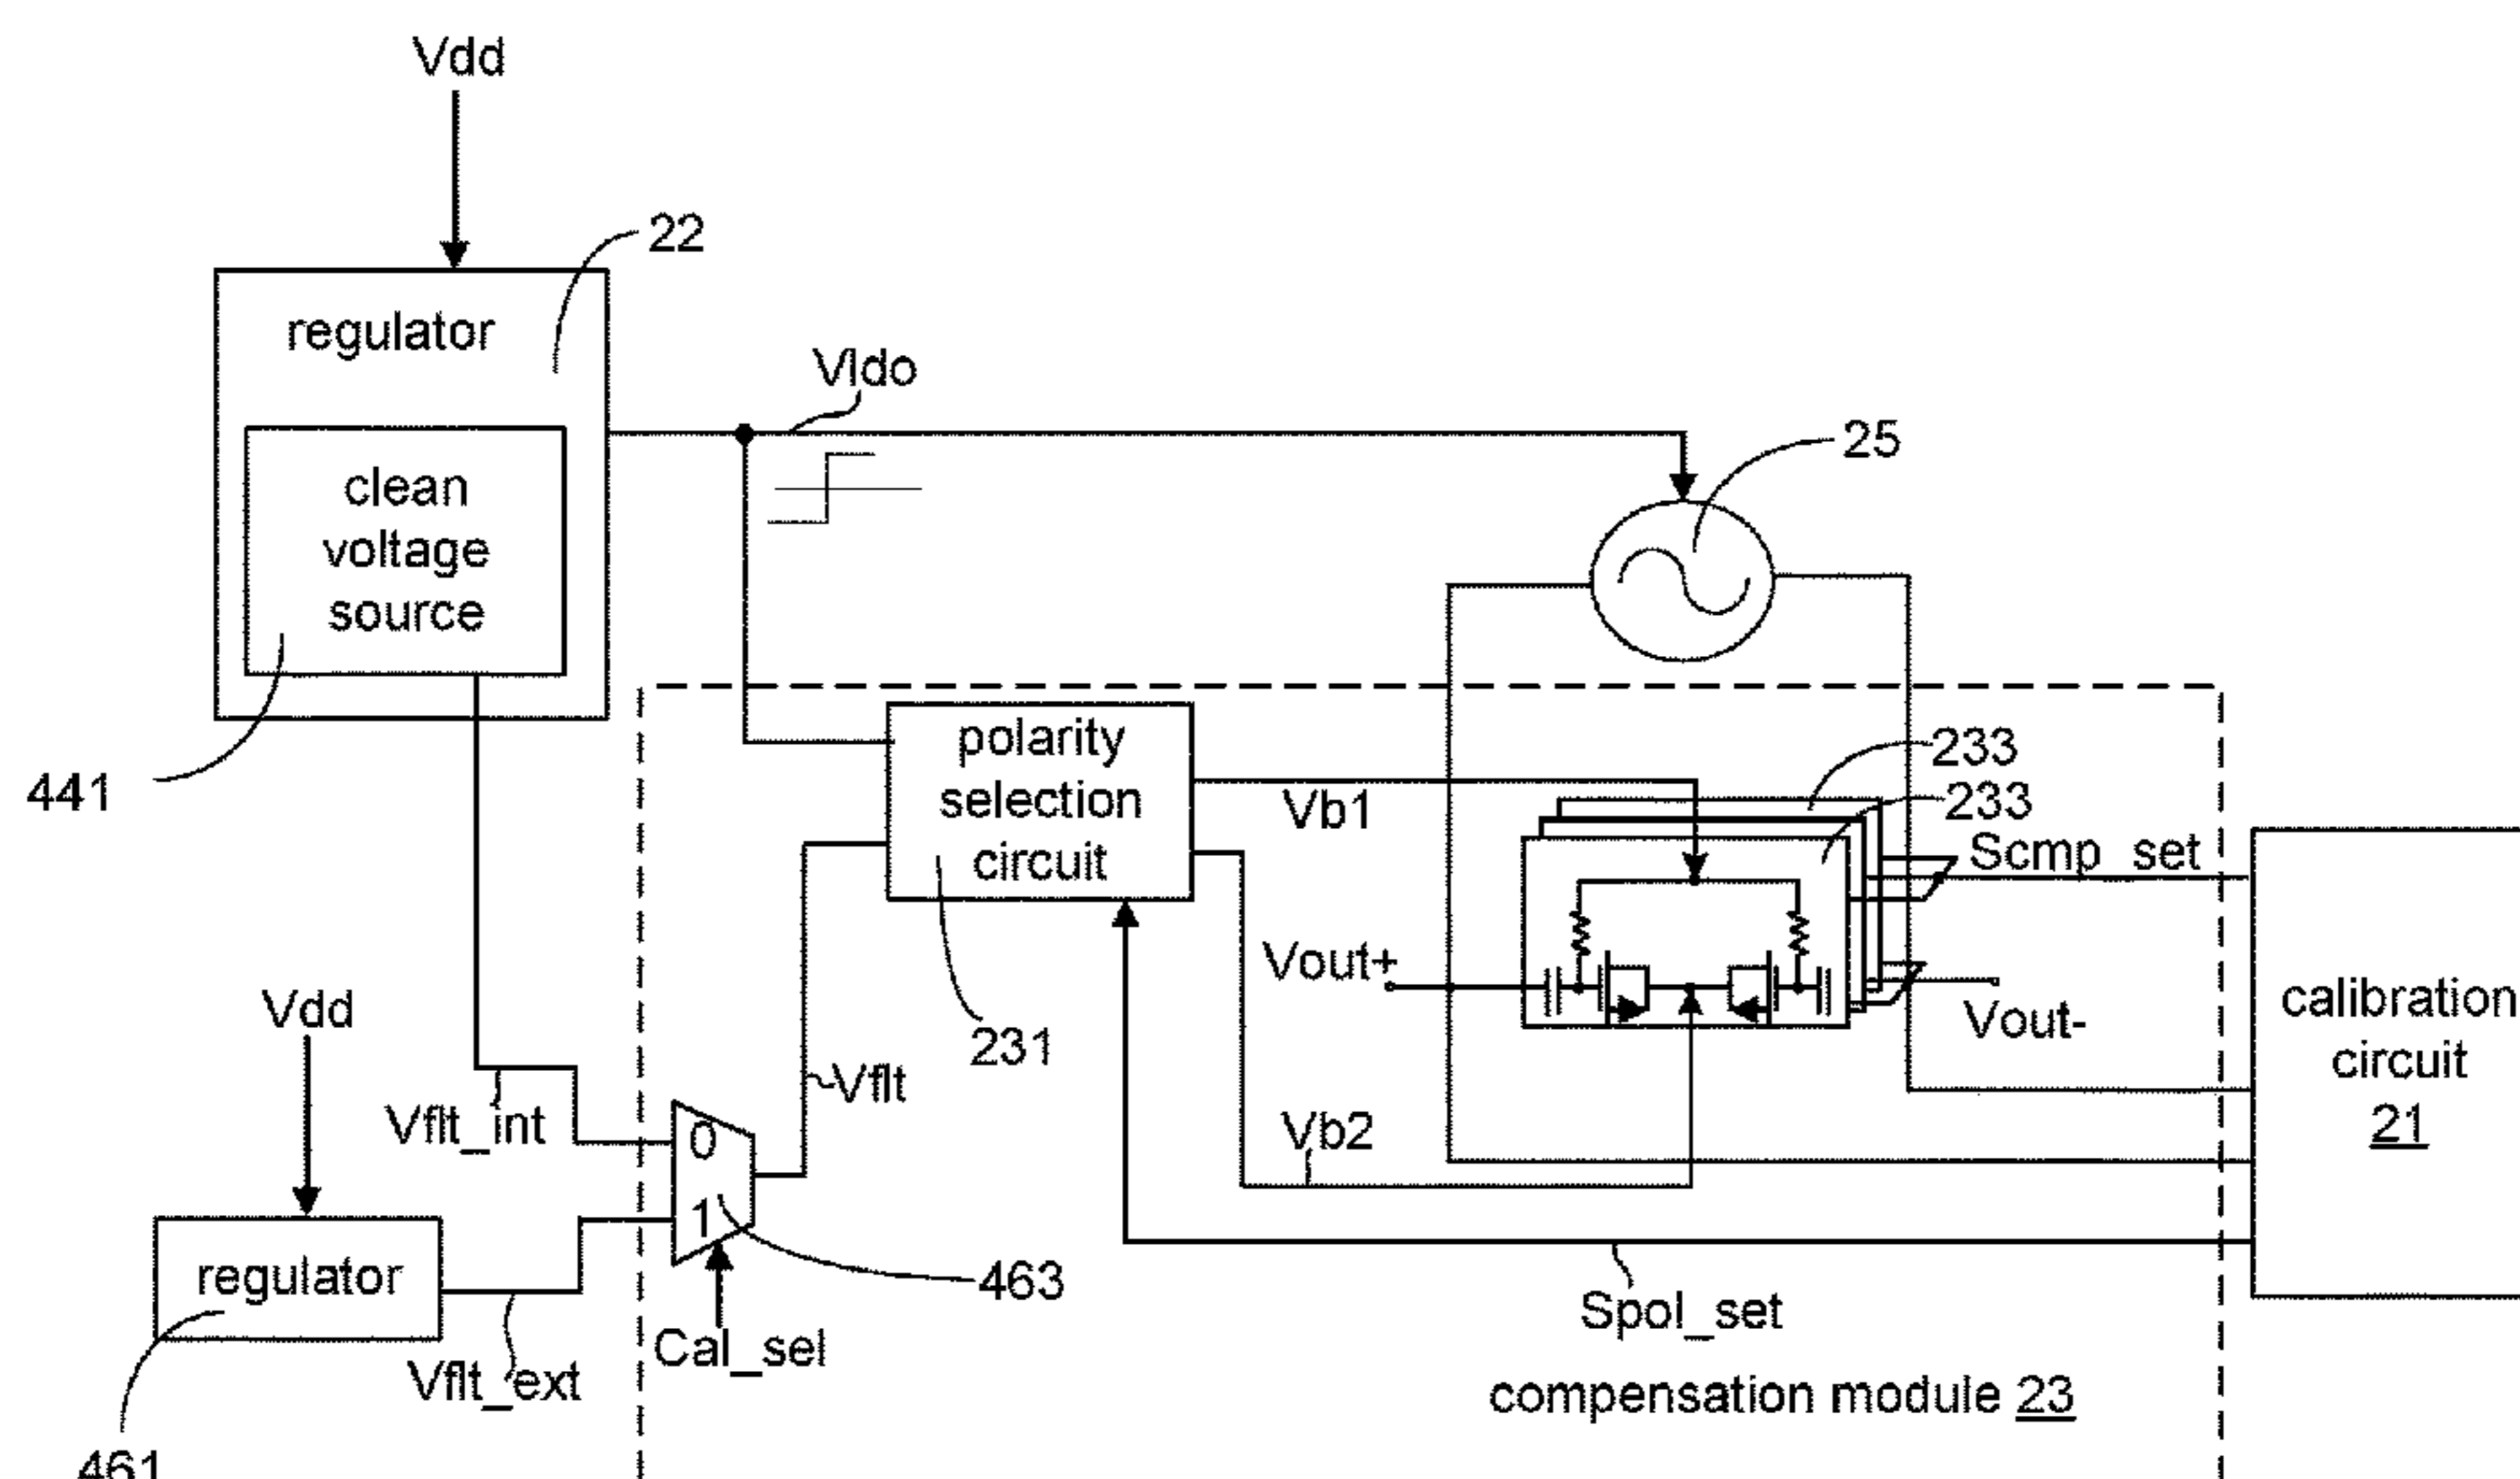 Vdd
22
regulator
Vldo
25
clean
voltage
source
polarity
selection
circuit
441
233
233
Vb1
Scmp_set
Vout+
calibration
circuit
21
Vdd
231
Vout-
Vflt
Vflt_int
Vb2
0
1
regulator
463
Spol_set
Cal_sel
Vflt_ext
compensation module 23
461